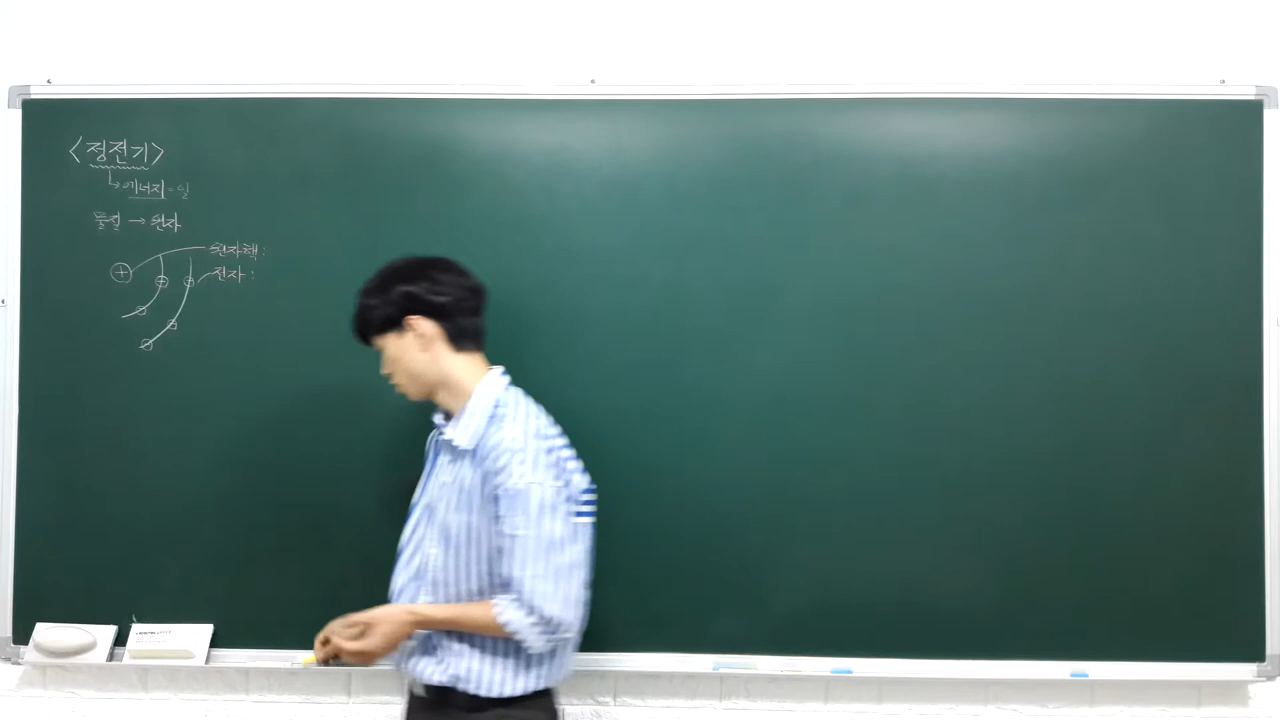 <정전기>
↳ 에너지 = 일
물질 → 원자
원자핵 :
전자 :